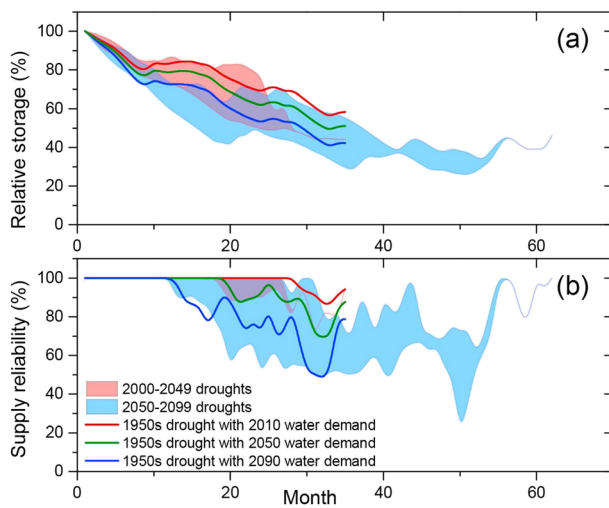 (a)
Relative storage (%)
100
80
60
40
20
0
0
20
40
60
(b)
Supply reliability (%)
100
80
60
40
20
0
2000-2049 droughts
2050-2099 droughts
1950s drought with 2010 water demand
1950s drought with 2050 water demand
1950s drought with 2090 water demand
0
20
40
60
Month